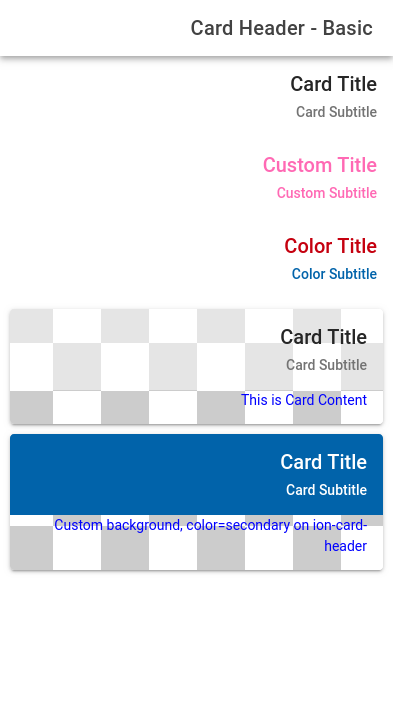 Card Header - Basic
Card Title
Card Subtitle
Custom Title
Custom Subtitle
Color Title
Color Subtitle
Card Title
Card Subtitle
This is Card Content
Card Title
Card Subtitle
Custom background, color=secondary on ion-card-
header